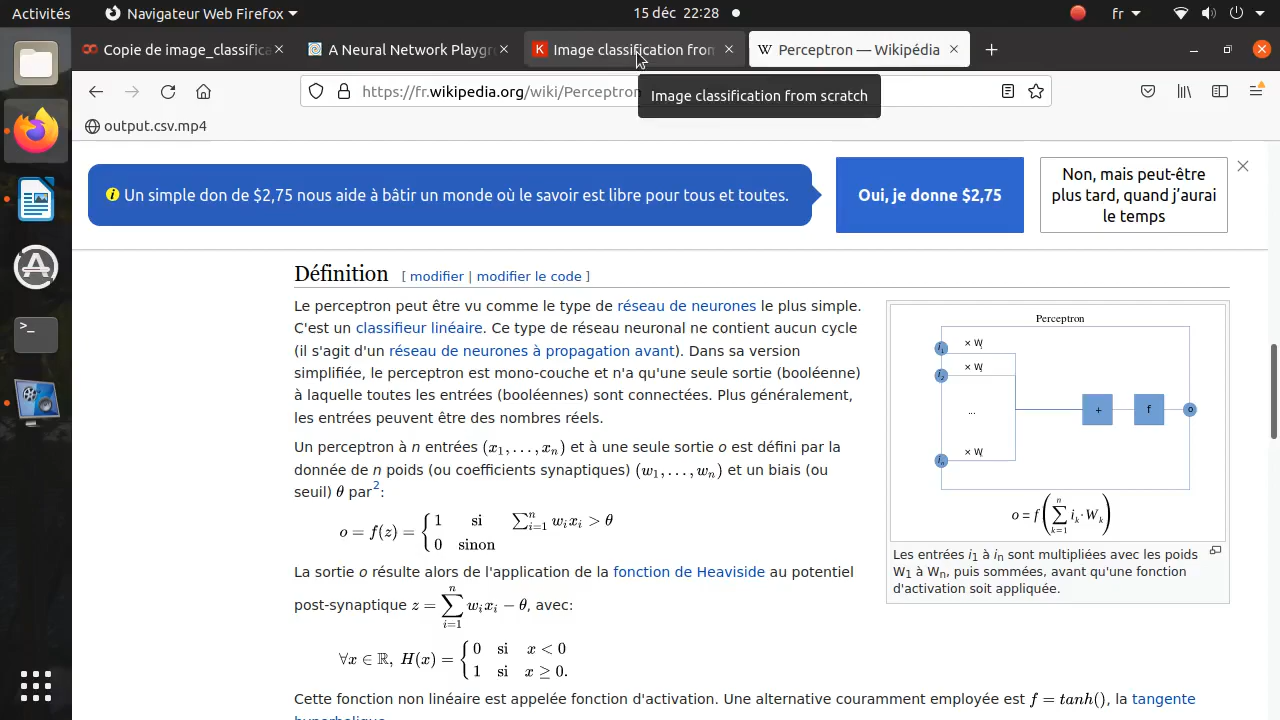 Activités
Navigateur Web Firefox
15 déc 22:28
fr
Copie de image_classifica
A Neural Network Playgr
K
Image classification from
W
Perceptron — Wikipédia
https://fr.wikipedia.org/wiki/Perceptron
Image classification from scratch
output.csv.mp4
Un simple don de $2,75 nous aide à bâtir un monde où le savoir est libre pour tous et toutes.
Oui, je donne $2,75
Non, mais peut-être
plus tard, quand j’aurai
le temps
Définition [ modifier | modifier le code ]
Le perceptron peut être vu comme le type de réseau de neurones le plus simple.
C'est un classifieur linéaire. Ce type de réseau neuronal ne contient aucun cycle
(il s'agit d'un réseau de neurones à propagation avant). Dans sa version
simplifiée, le perceptron est mono-couche et n'a qu'une seule sortie (booléenne)
à laquelle toutes les entrées (booléennes) sont connectées. Plus généralement,
les entrées peuvent être des nombres réels.
Un perceptron à n entrées (x₁, . . . , xₙ) et à une seule sortie o est défini par la
donnée de n poids (ou coefficients synaptiques) (w₁, . . . , wₙ) et un biais (ou
seuil) θ par²:
o = f(z) = { 1 si ∑ⁿᵢ₌₁ wᵢxᵢ > θ
0 sinon
La sortie o résulte alors de l'application de la fonction de Heaviside au potentiel
post-synaptique z = ∑ⁿᵢ₌₁ wᵢxᵢ − θ, avec:
∀x ∈ ℝ, H(x) = { 0 si x < 0
1 si x ≥ 0.
Cette fonction non linéaire est appelée fonction d'activation. Une alternative couramment employée est f = tanh(), la tangente
hyperbolique
Perceptron
i₁ × W
i₂ × W
...
+ f o
iₙ × W
o = f(∑ⁿₖ₌₁ iₖ·Wₖ)
Les entrées i₁ à iₙ sont multipliées avec les poids
W₁ à Wₙ, puis sommées, avant qu'une fonction
d'activation soit appliquée.